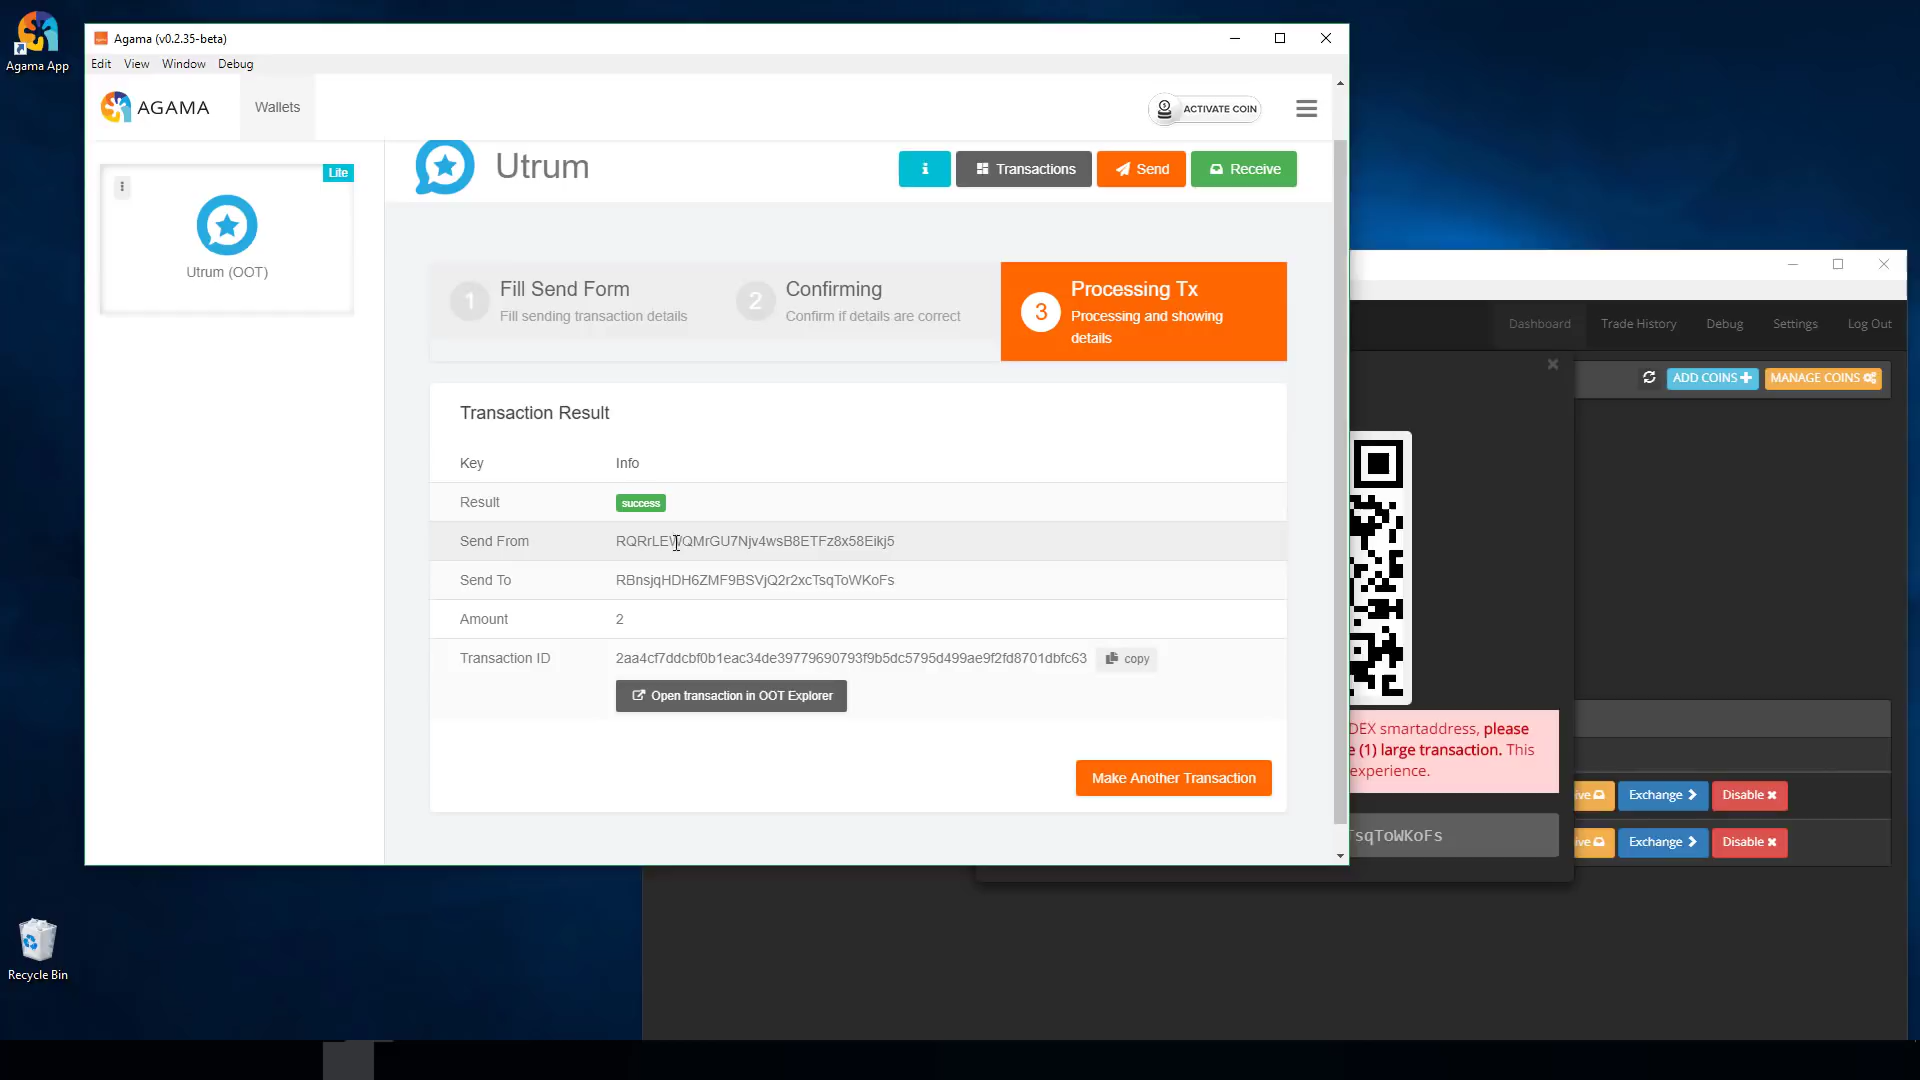 Agama App
Agama (v0.2.35-beta)
Edit View Window Debug
AGAMA
Wallets
ACTIVATE COIN
Lite
Utrum (OOT)
Utrum
i
Transactions
Send
Receive
1
Fill Send Form
Fill sending transaction details
2
Confirming
Confirm if details are correct
3
Processing Tx
Processing and showing
details
Transaction Result
Key Info
Result success
Send From RQRrLEWQMrGU7Njv4wsB8ETFz8x58Eikj5
Send To RBnsjqHDH6ZMF9BSVjQ2r2xcTsqToWKoFs
Amount 2
Transaction ID 2aa4cf7ddcbf0b1eac34de39779690793f9b5dc5795d499ae9f2fd8701dbfc63 copy
Open transaction in OOT Explorer
Make Another Transaction
Dashboard Trade History Debug Settings Log Out
ADD COINS MANAGE COINS
DEX smartaddress, please
e (1) large transaction. This
experience.
ive Exchange Disable
TsqToWKoFs
ive Exchange Disable
Recycle Bin